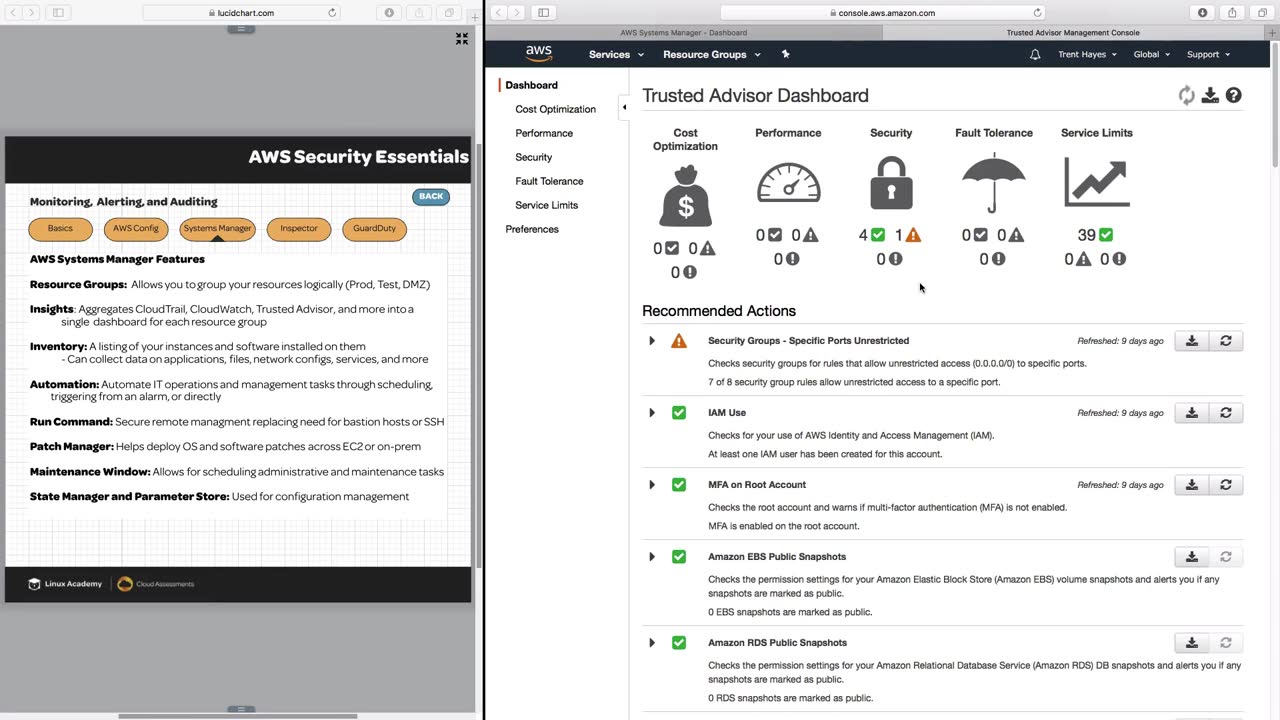 lucidchart.com
AWS Security Essentials
BACK
Monitoring, Alerting, and Auditing
Basics
AWS Config
Systems Manager
Inspector
GuardDuty
AWS Systems Manager Features
Resource Groups: Allows you to group your resources logically (Prod, Test, DMZ)
Insights: Aggregates CloudTrail, CloudWatch, Trusted Advisor, and more into a
single dashboard for each resource group
Inventory: A listing of your instances and software installed on them
- Can collect data on applications, files, network configs, services, and more
Automation: Automate IT operations and management tasks through scheduling,
triggering from an alarm, or directly
Run Command: Secure remote managment replacing need for bastion hosts or SSH
Patch Manager: Helps deploy OS and software patches across EC2 or on-prem
Maintenance Window: Allows for scheduling administrative and maintenance tasks
State Manager and Parameter Store: Used for configuration management
Linux Academy
Cloud Assessments
console.aws.amazon.com
AWS Systems Manager - Dashboard
Trusted Advisor Management Console
aws
Services
Resource Groups
Trent Hayes
Global
Support
Dashboard
Cost Optimization
Performance
Security
Fault Tolerance
Service Limits
Preferences
Trusted Advisor Dashboard
Cost
Optimization
0 0
0
Performance
0 0
0
Security
4 1
0
Fault Tolerance
0 0
0
Service Limits
39
0 0
Recommended Actions
Security Groups - Specific Ports Unrestricted
Refreshed: 9 days ago
Checks security groups for rules that allow unrestricted access (0.0.0.0/0) to specific ports.
7 of 8 security group rules allow unrestricted access to a specific port.
IAM Use
Refreshed: 9 days ago
Checks for your use of AWS Identity and Access Management (IAM).
At least one IAM user has been created for this account.
MFA on Root Account
Refreshed: 9 days ago
Checks the root account and warns if multi-factor authentication (MFA) is not enabled.
MFA is enabled on the root account.
Amazon EBS Public Snapshots
Checks the permission settings for your Amazon Elastic Block Store (Amazon EBS) volume snapshots and alerts you if any
snapshots are marked as public.
0 EBS snapshots are marked as public.
Amazon RDS Public Snapshots
Checks the permission settings for your Amazon Relational Database Service (Amazon RDS) DB snapshots and alerts you if any
snapshots are marked as public.
0 RDS snapshots are marked as public.